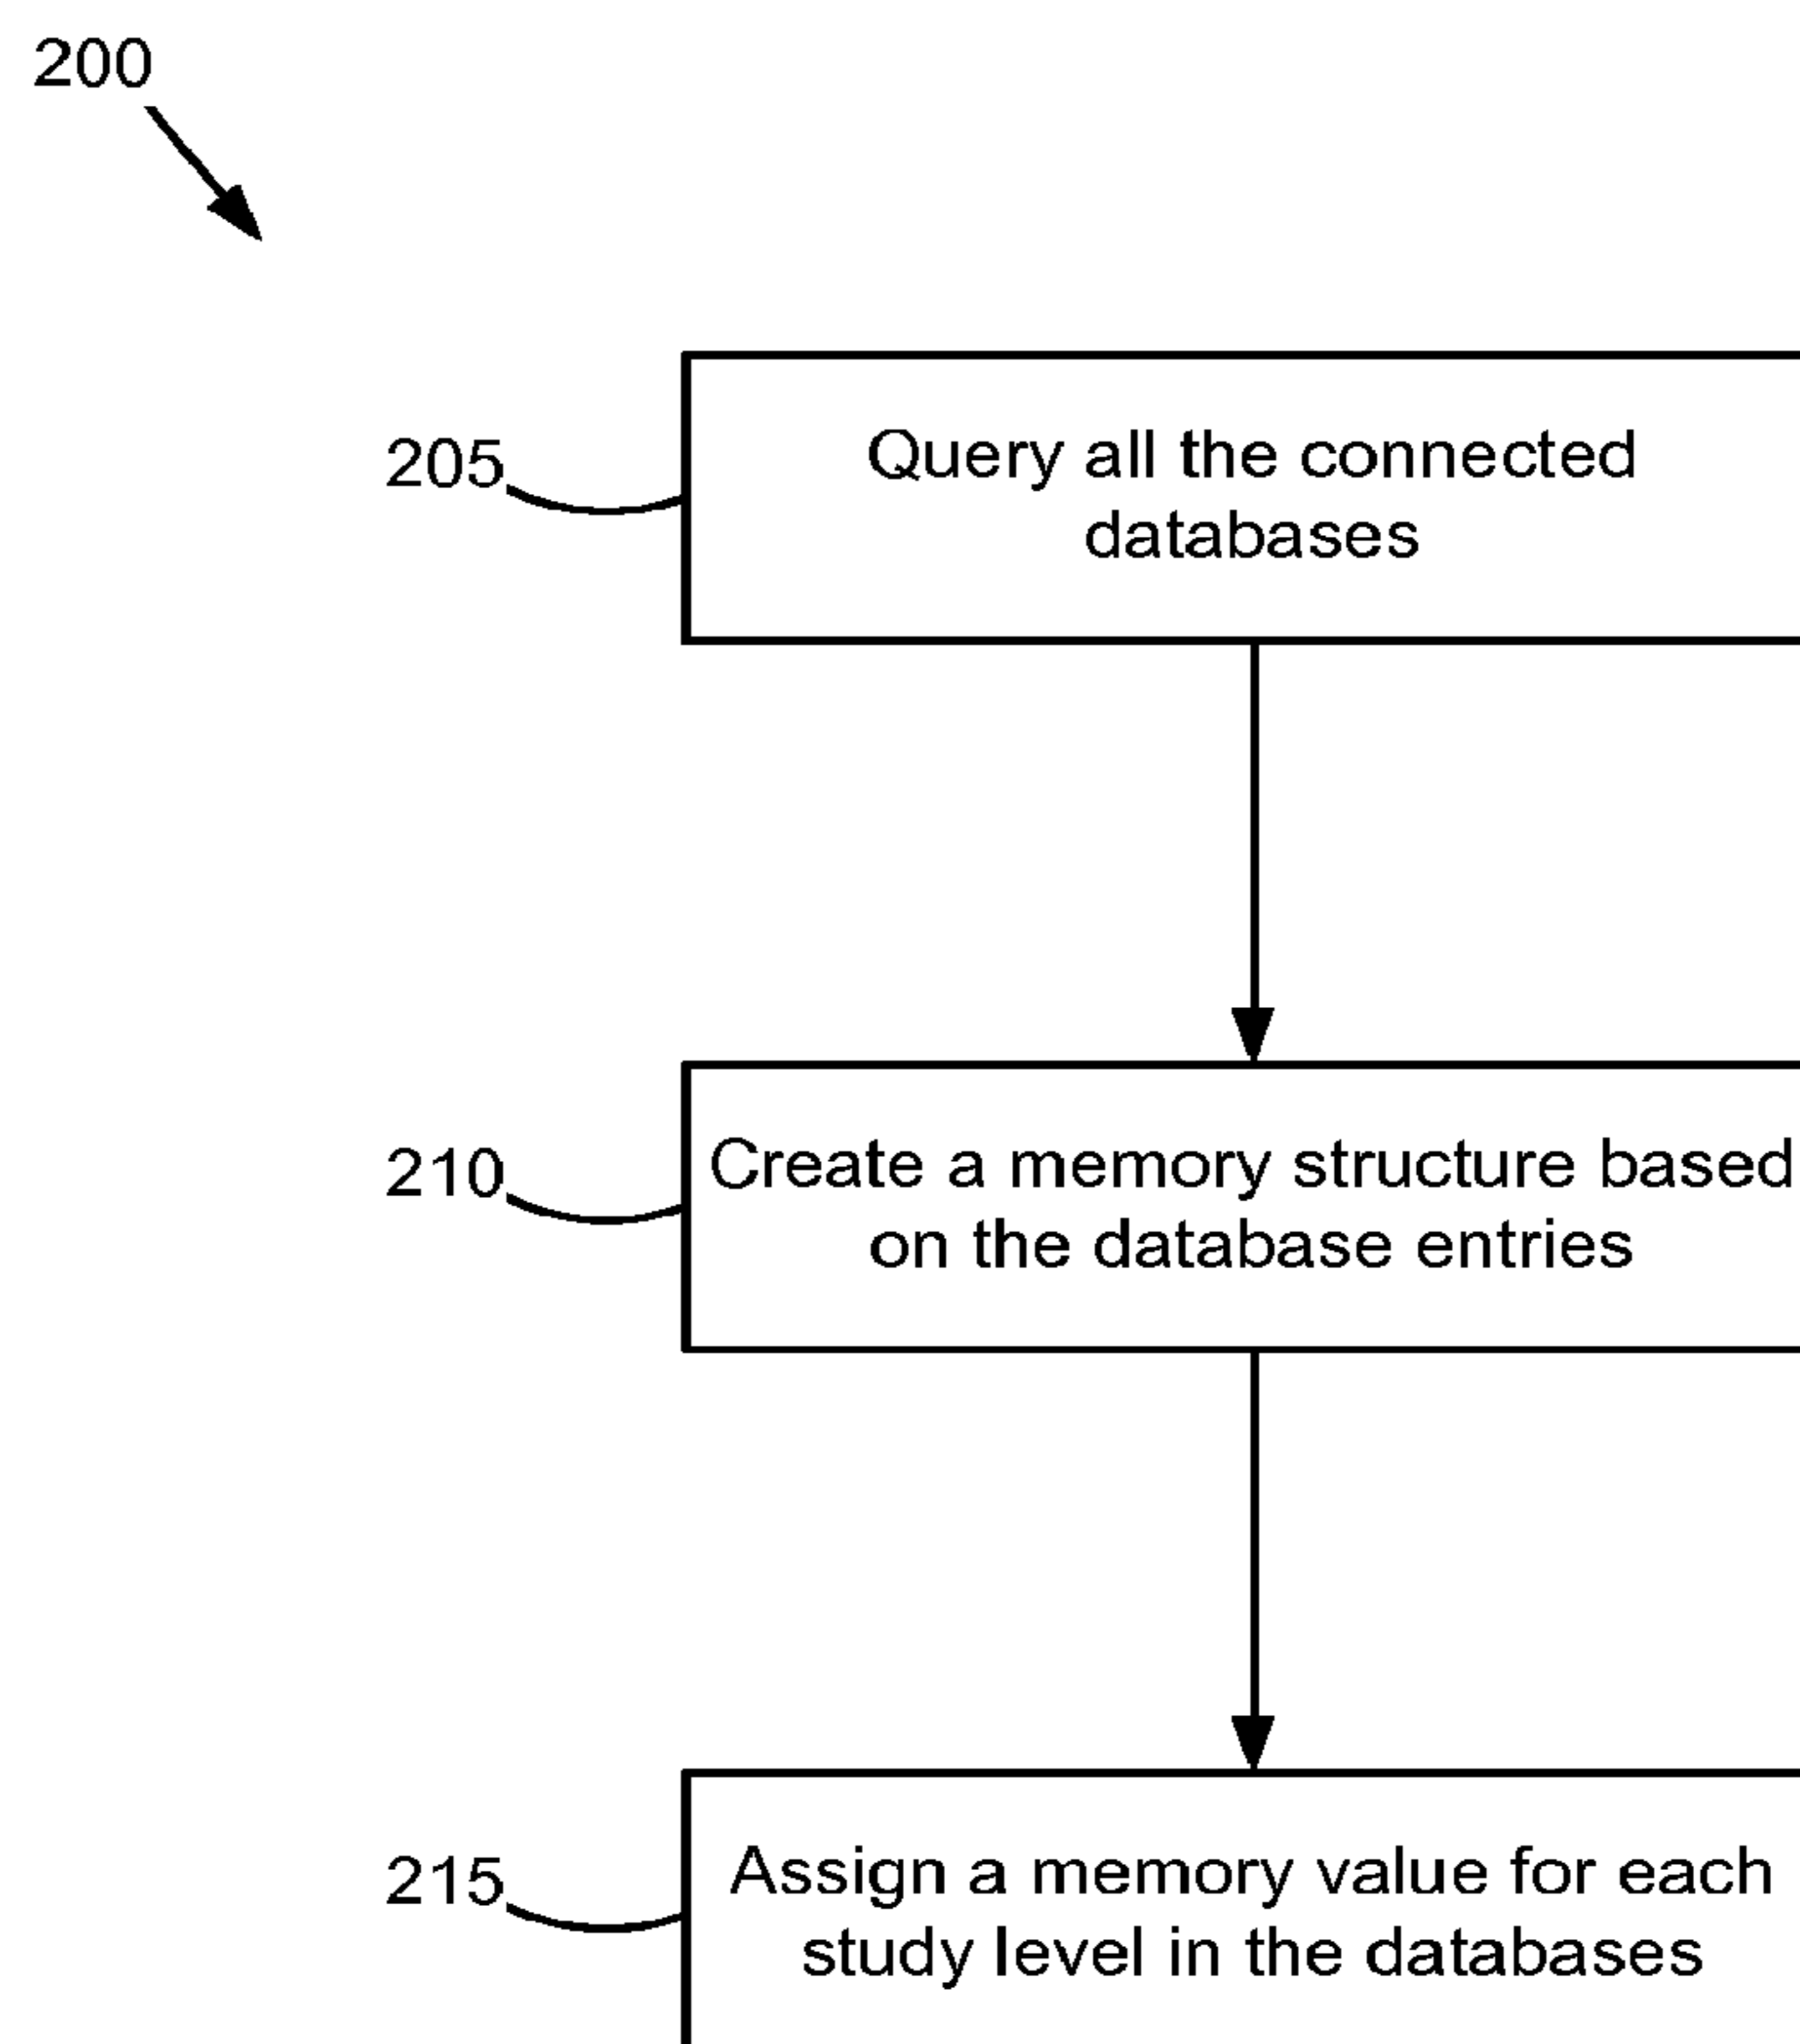 200
205
Query all the connected
databases
210
Create a memory structure based
on the database entries
215
Assign a memory value for each
study level in the databases